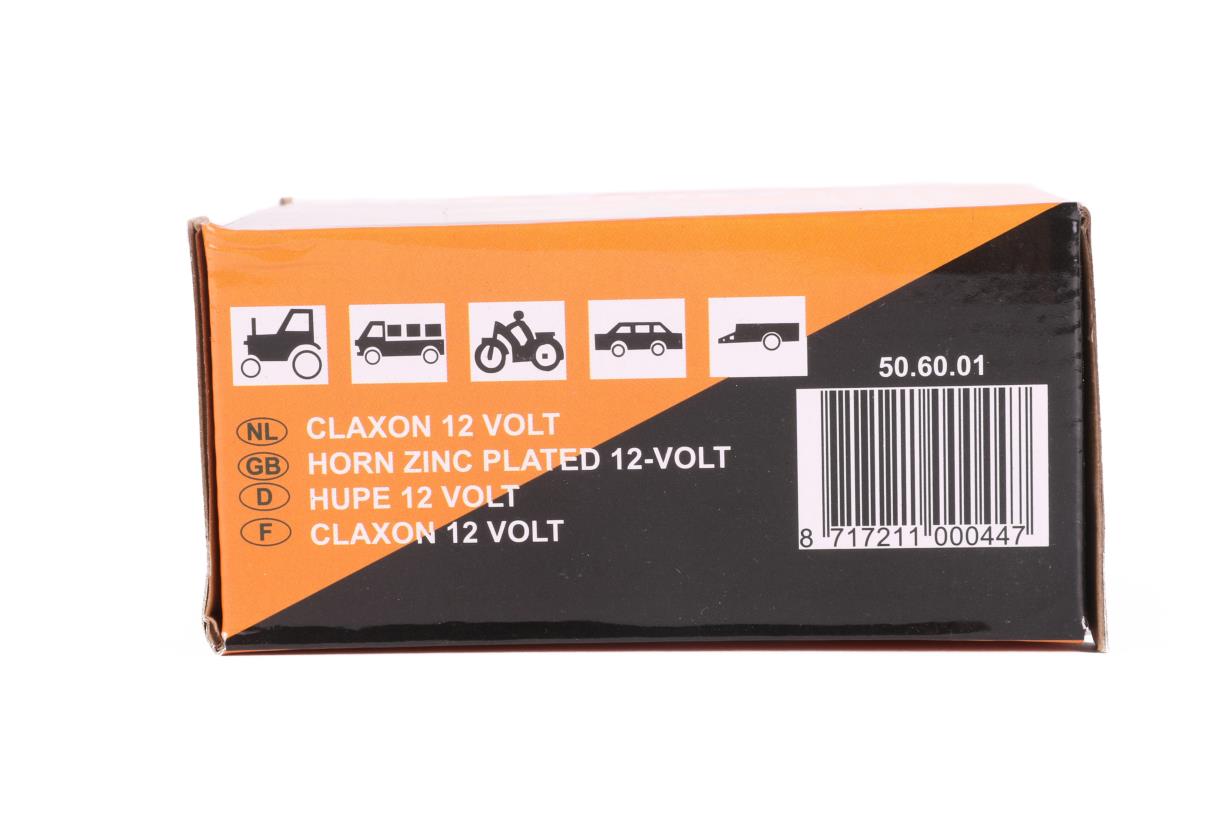 50.60.01
NL CLAXON 12 VOLT
GB HORN ZINC PLATED 12-VOLT
D HUPE 12 VOLT
F CLAXON 12 VOLT
8 717211 000447